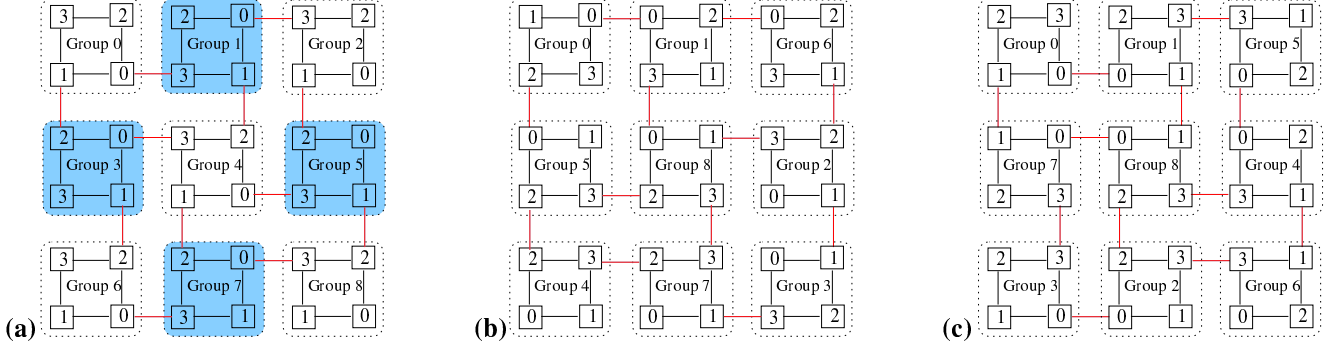 3 2 2 0 3 2 1 0 0 2 0 2 2 3 2 3 3 1
Group 0 Group 1 Group 2 Group 0 Group 1 Group 6 Group 0 Group 1 Group 5
1 0 3 1 1 0 2 3 3 1 3 1 1 0 0 1 0 2
2 0 3 2 2 0 0 1 0 1 3 2 1 0 0 1 0 2
Group 3 Group 4 Group 5 Group 5 Group 8 Group 2 Group 7 Group 8 Group 4
3 1 1 0 3 1 2 3 2 3 0 1 2 3 2 3 3 1
3 2 2 0 3 2 2 3 2 3 0 1 2 3 2 3 3 1
Group 6 Group 7 Group 8 Group 4 Group 7 Group 3 Group 3 Group 2 Group 6
(a) 1 0 3 1 1 0 (b) 0 1 0 1 3 2 (c) 1 0 0 1 0 2